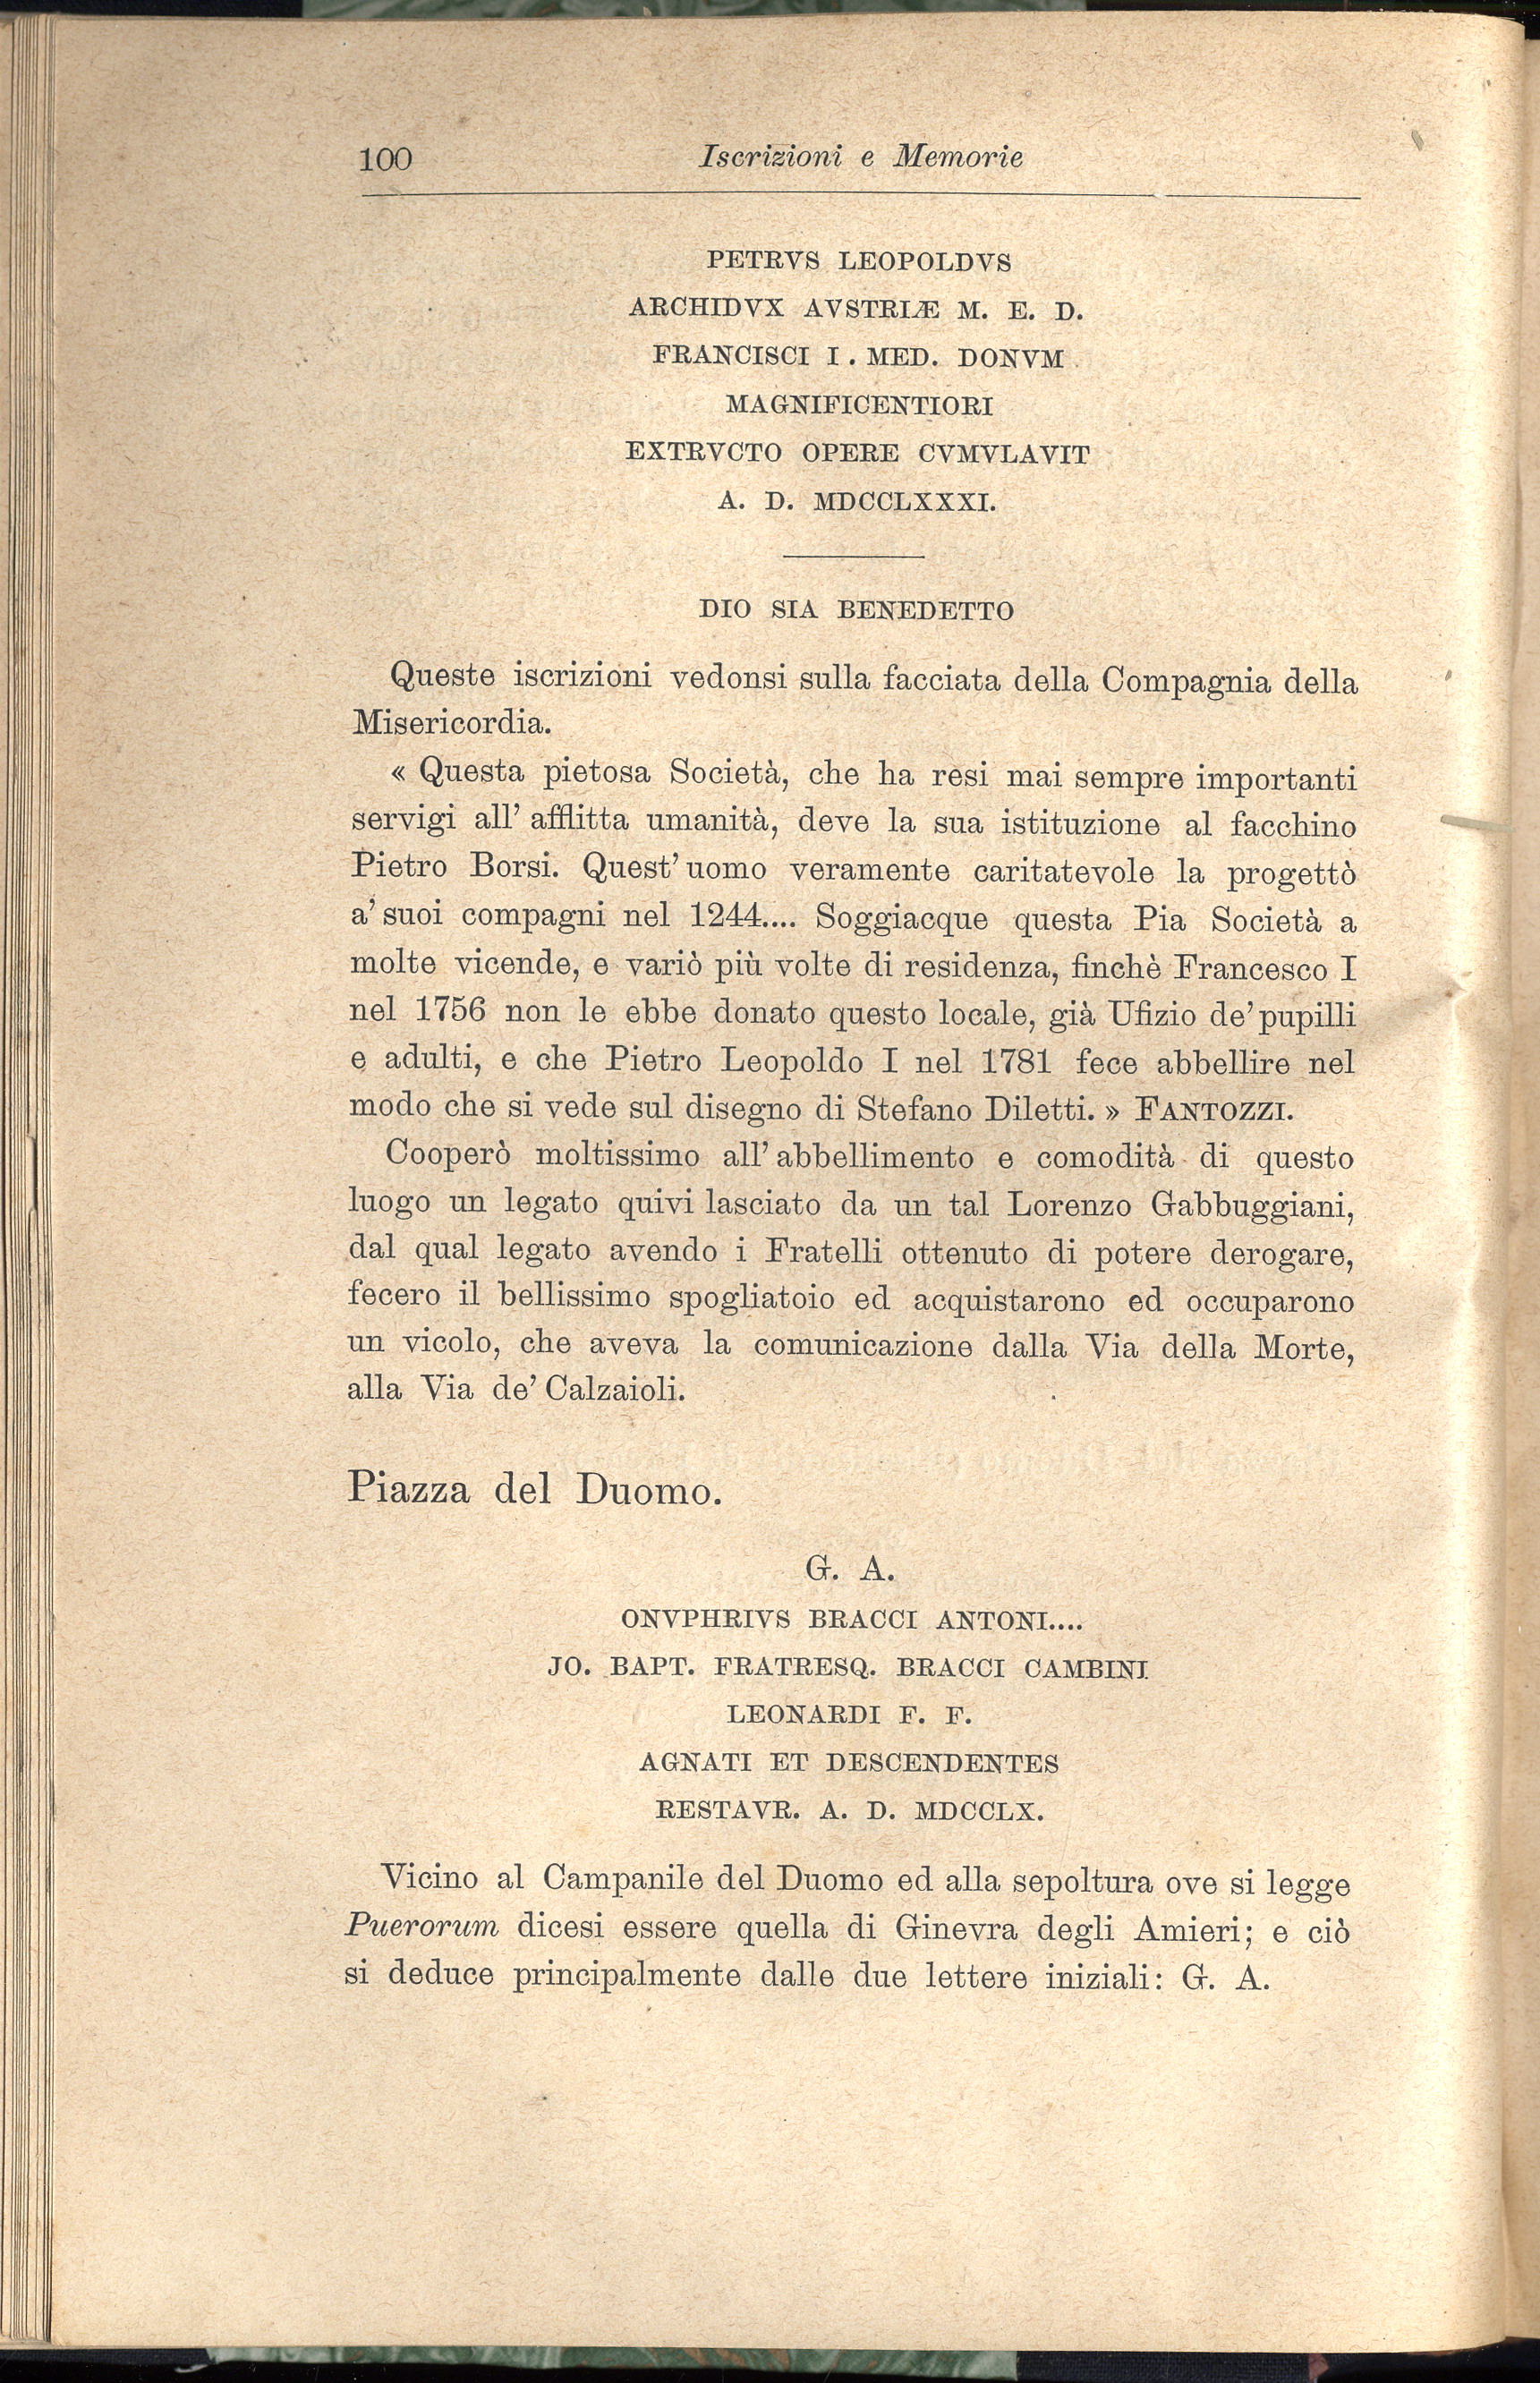 100 Iscrizioni e Memorie
PETRVS LEOPOLDVS
ARCHIDVX AVSTRIÆ M. E. D.
FRANCISCI I. MED. DONVM
MAGNIFICENTIORI
EXTRVCTO OPERE CVMVLAVIT
A. D. MDCCLXXXI.
DIO SIA BENEDETTO
Queste iscrizioni vedonsi sulla facciata della Compagnia della
Misericordia.
« Questa pietosa Società, che ha resi mai sempre importanti
servigi all' afflitta umanità, deve la sua istituzione al facchino
Pietro Borsi. Quest' uomo veramente caritatevole la progettò
a' suoi compagni nel 1244.... Soggiacque questa Pia Società a
molte vicende, e variò più volte di residenza, finchè Francesco I
nel 1756 non le ebbe donato questo locale, già Ufizio de' pupilli
e adulti, e che Pietro Leopoldo I nel 1781 fece abbellire nel
modo che si vede sul disegno di Stefano Diletti. » FANTOZZI.
Cooperò moltissimo all' abbellimento e comodità di questo
luogo un legato quivi lasciato da un tal Lorenzo Gabbuggiani,
dal qual legato avendo i Fratelli ottenuto di potere derogare,
fecero il bellissimo spogliatoio ed acquistarono ed occuparono
un vicolo, che aveva la comunicazione dalla Via della Morte,
alla Via de' Calzaioli.
Piazza del Duomo.
G. A.
ONVPHRIVS BRACCI ANTONI....
JO. BAPT. FRATRESQ. BRACCI CAMBINI
LEONARDI F. F.
AGNATI ET DESCENDENTES
RESTAVR. A. D. MDCCLX.
Vicino al Campanile del Duomo ed alla sepoltura ove si legge
Puerorum dicesi essere quella di Ginevra degli Amieri; e ciò
si deduce principalmente dalle due lettere iniziali: G. A.